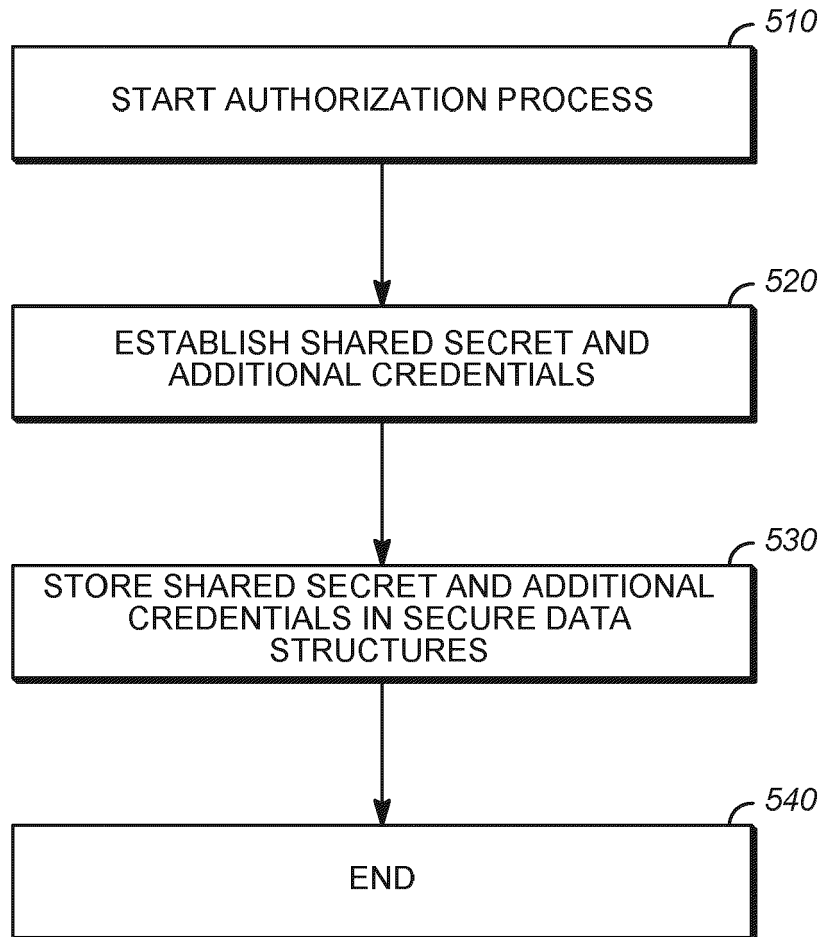 510
START AUTHORIZATION PROCESS
520
ESTABLISH SHARED SECRET AND
ADDITIONAL CREDENTIALS
530
STORE SHARED SECRET AND ADDITIONAL
CREDENTIALS IN SECURE DATA
STRUCTURES
540
END